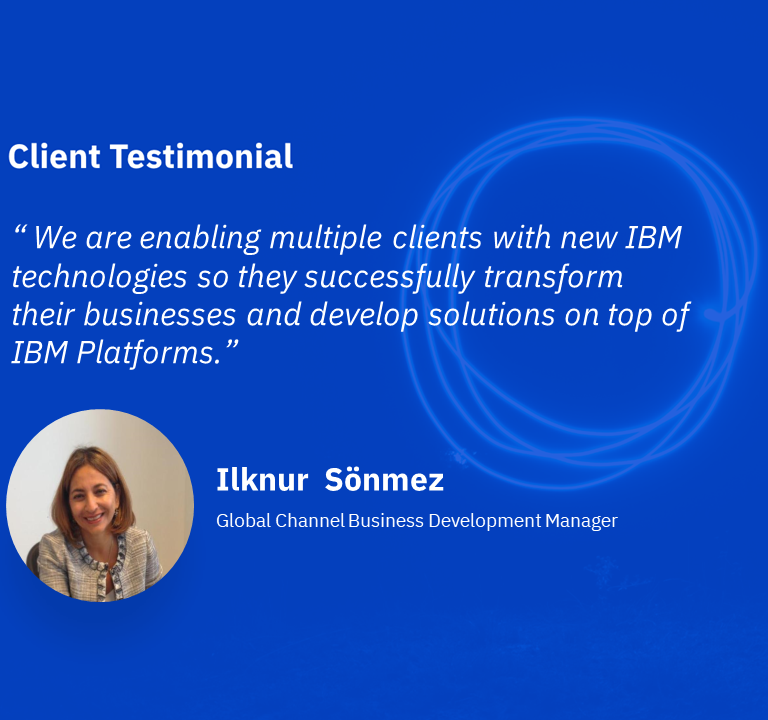 Client Testimonial
“ We are enabling multiple clients with new IBM
technologies so they successfully transform
their businesses and develop solutions on top of
IBM Platforms.”
Ilknur Sönmez
Global Channel Business Development Manager